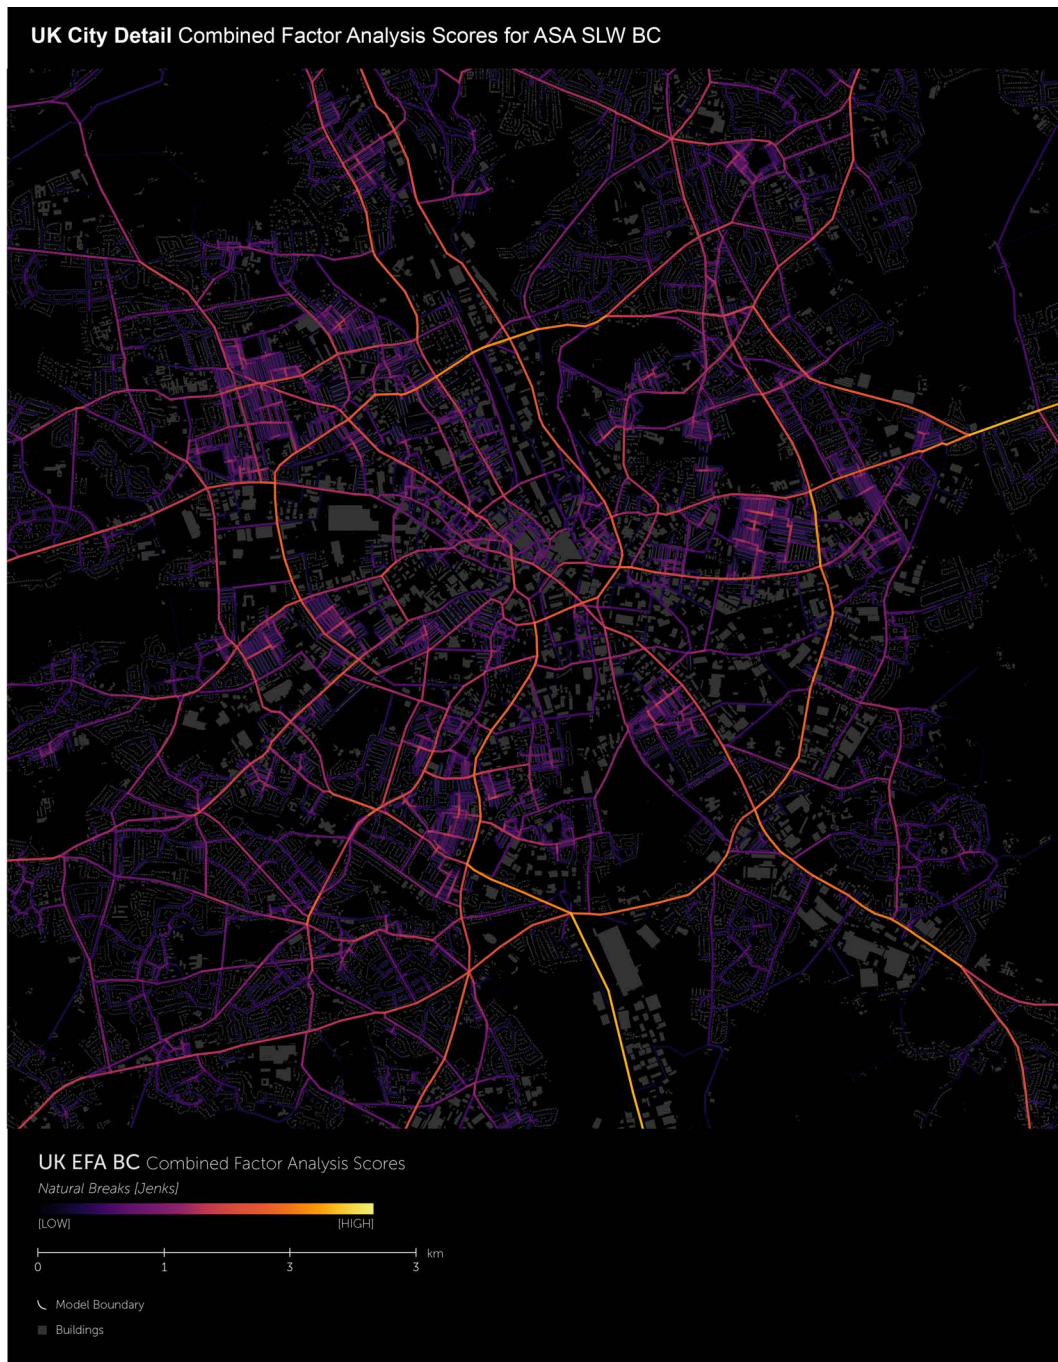 UK City Detail Combined Factor Analysis Scores for ASA SLW BC
UK EFA BC Combined Factor Analysis Scores
Natural Breaks [Jenks]
[LOW] [HIGH]
km
0 1 3 3
Model Boundary
Buildings